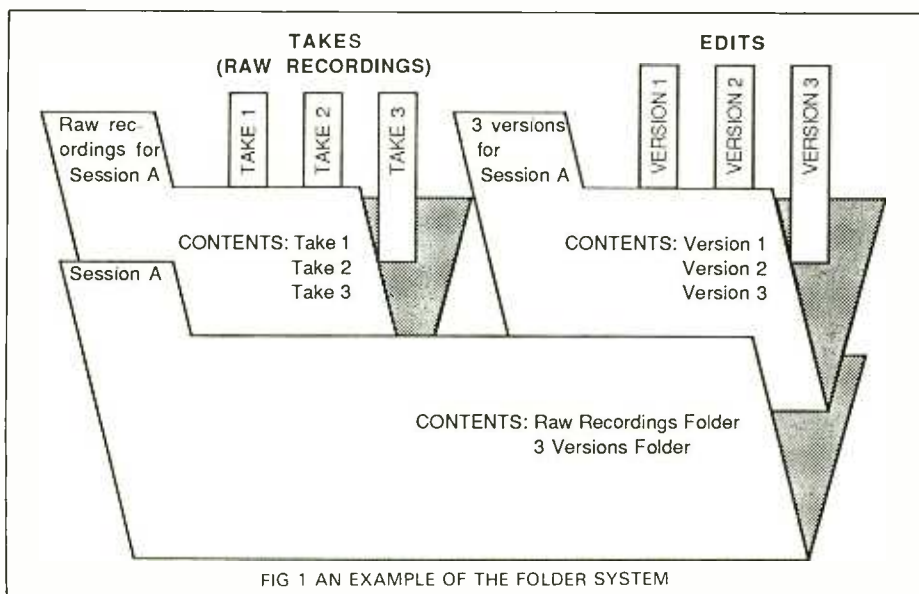 TAKES
(RAW RECORDINGS)
EDITS
TAKE 1
TAKE 2
TAKE 3
VERSION 1
VERSION 2
VERSION 3
Raw rec-
ordings for
Session A
3 versions
for
Session A
CONTENTS: Take 1
Take 2
Take 3
CONTENTS: Version 1
Version 2
Version 3
Session A
CONTENTS: Raw Recordings Folder
3 Versions Folder
FIG 1 AN EXAMPLE OF THE FOLDER SYSTEM